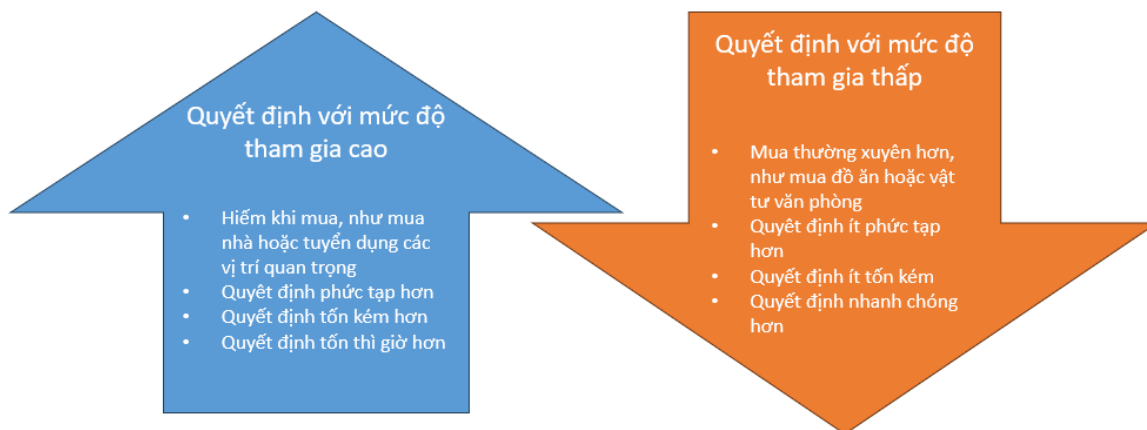 Quyết định với mức độ
tham gia cao
• Hiếm khi mua, như mua
nhà hoặc tuyển dụng các
vị trí quan trọng
• Quyêt định phức tạp hơn
• Quyết định tốn kém hơn
• Quyết định tốn thì giờ hơn
Quyết định với mức độ
tham gia thấp
• Mua thường xuyên hơn,
như mua đồ ăn hoặc vật
tư văn phòng
• Quyêt định ít phức tạp
hơn
• Quyết định ít tốn kém
• Quyết định nhanh chóng
hơn